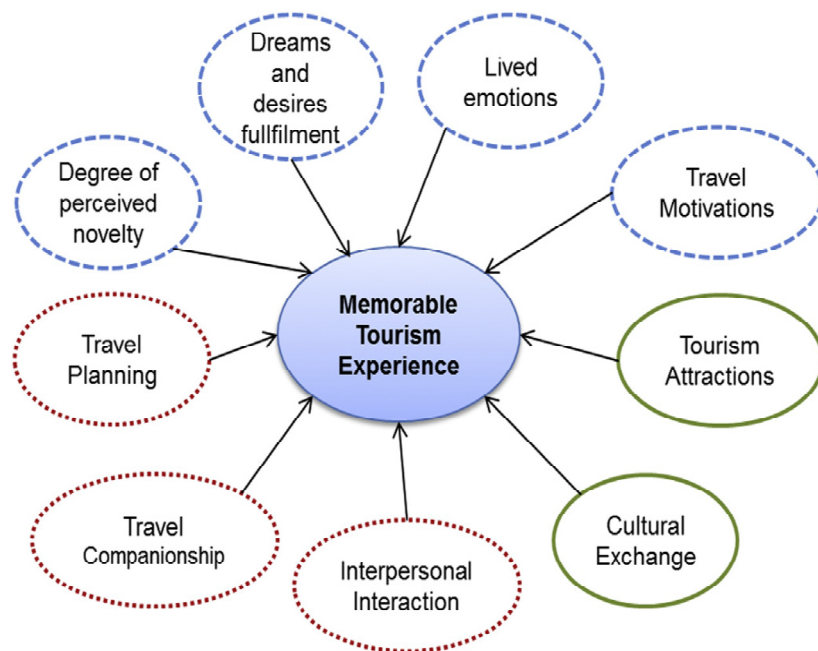 Dreams
and
desires
fullfilment
Lived
emotions
Degree of
perceived
novelty
Travel
Motivations
Memorable
Tourism
Experience
Travel
Planning
Tourism
Attractions
Travel
Companionship
Interpersonal
Interaction
Cultural
Exchange